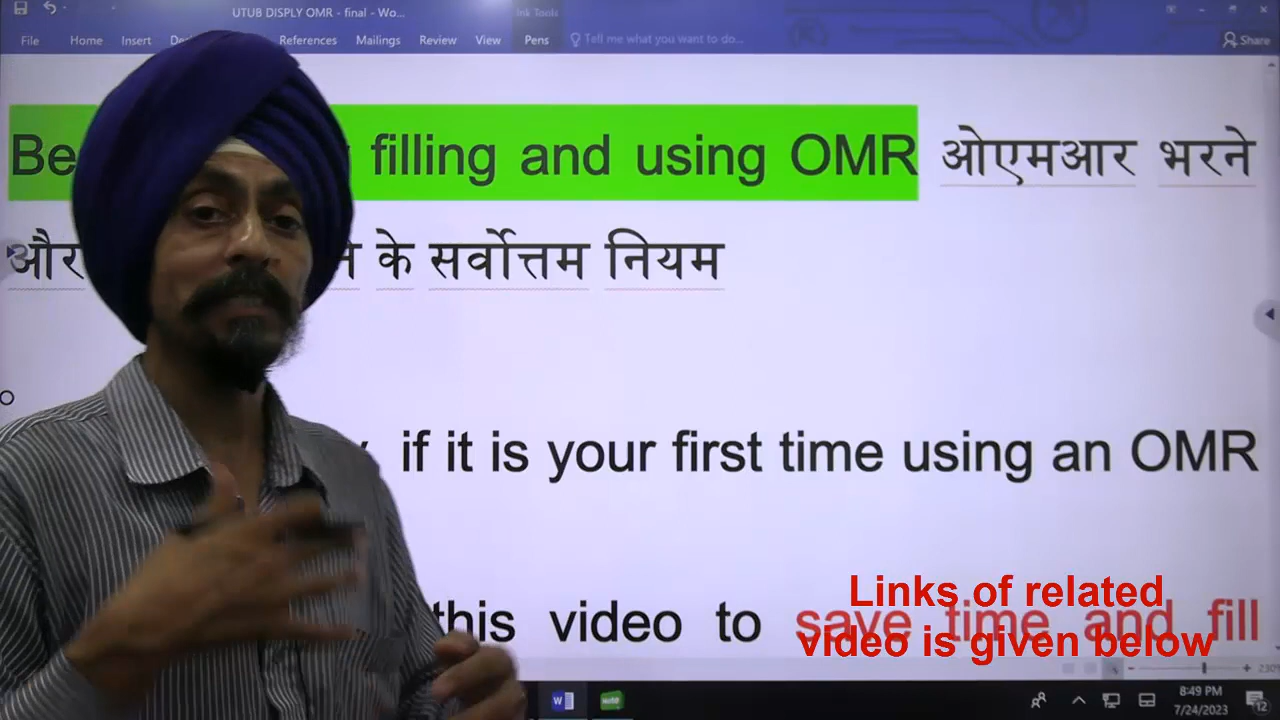 UTUB DISPLY OMR - final - Wo...
Ink Tools
File Home Insert References Mailings Review View Pens Tell me what you want to do... Share
Be filling and using OMR ओएमआर भरने
और के सर्वोत्तम नियम
if it is your first time using an OMR
this video to save time and fill
Links of related
video is given below
230%
8:49 PM
7/24/2023
12